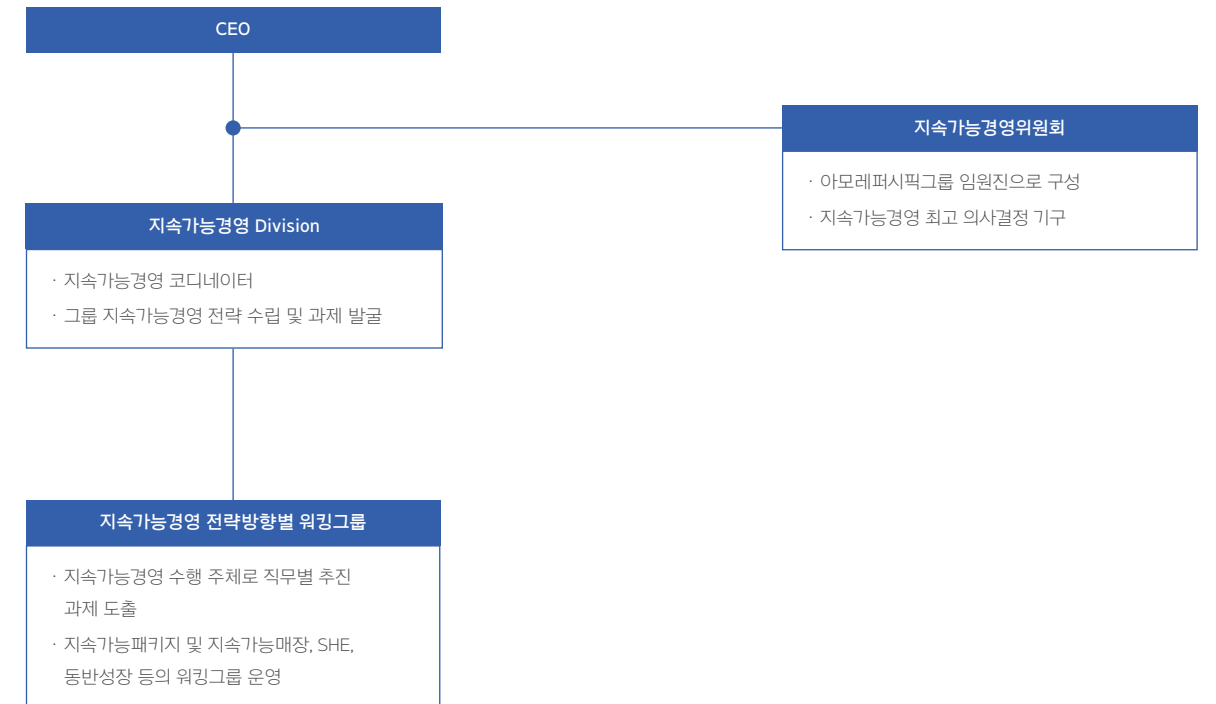 CEO
지속가능경영위원회
· 아모레퍼시픽그룹 임원진으로 구성
· 지속가능경영 최고 의사결정 기구
지속가능경영 Division
· 지속가능경영 코디네이터
· 그룹 지속가능경영 전략 수립 및 과제 발굴
지속가능경영 전략방향별 워킹그룹
· 지속가능경영 수행 주체로 직무별 추진
과제 도출
· 지속가능패키지 및 지속가능매장, SHE,
동반성장 등의 워킹그룹 운영